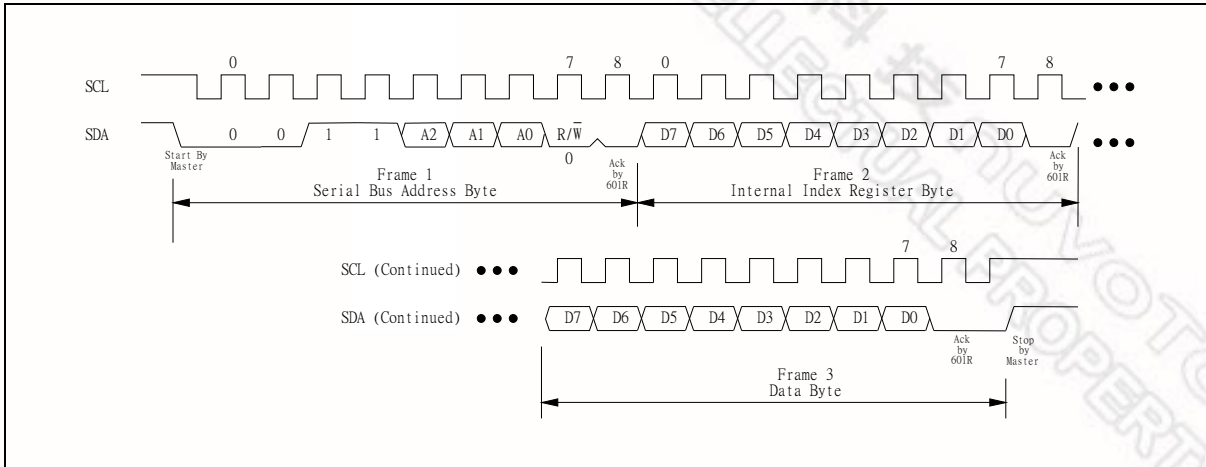 0 7 8 0 7 8
SCL
SDA 0 0 1 1 A2 A1 A0 R/W̅ D7 D6 D5 D4 D3 D2 D1 D0
0
Start By
Master
Ack
by
601R
Ack
by
601R
Frame 1
Serial Bus Address Byte
Frame 2
Internal Index Register Byte
7 8
SCL (Continued)
SDA (Continued) D7 D6 D5 D4 D3 D2 D1 D0
Ack
by
601R
Stop
by
Master
Frame 3
Data Byte